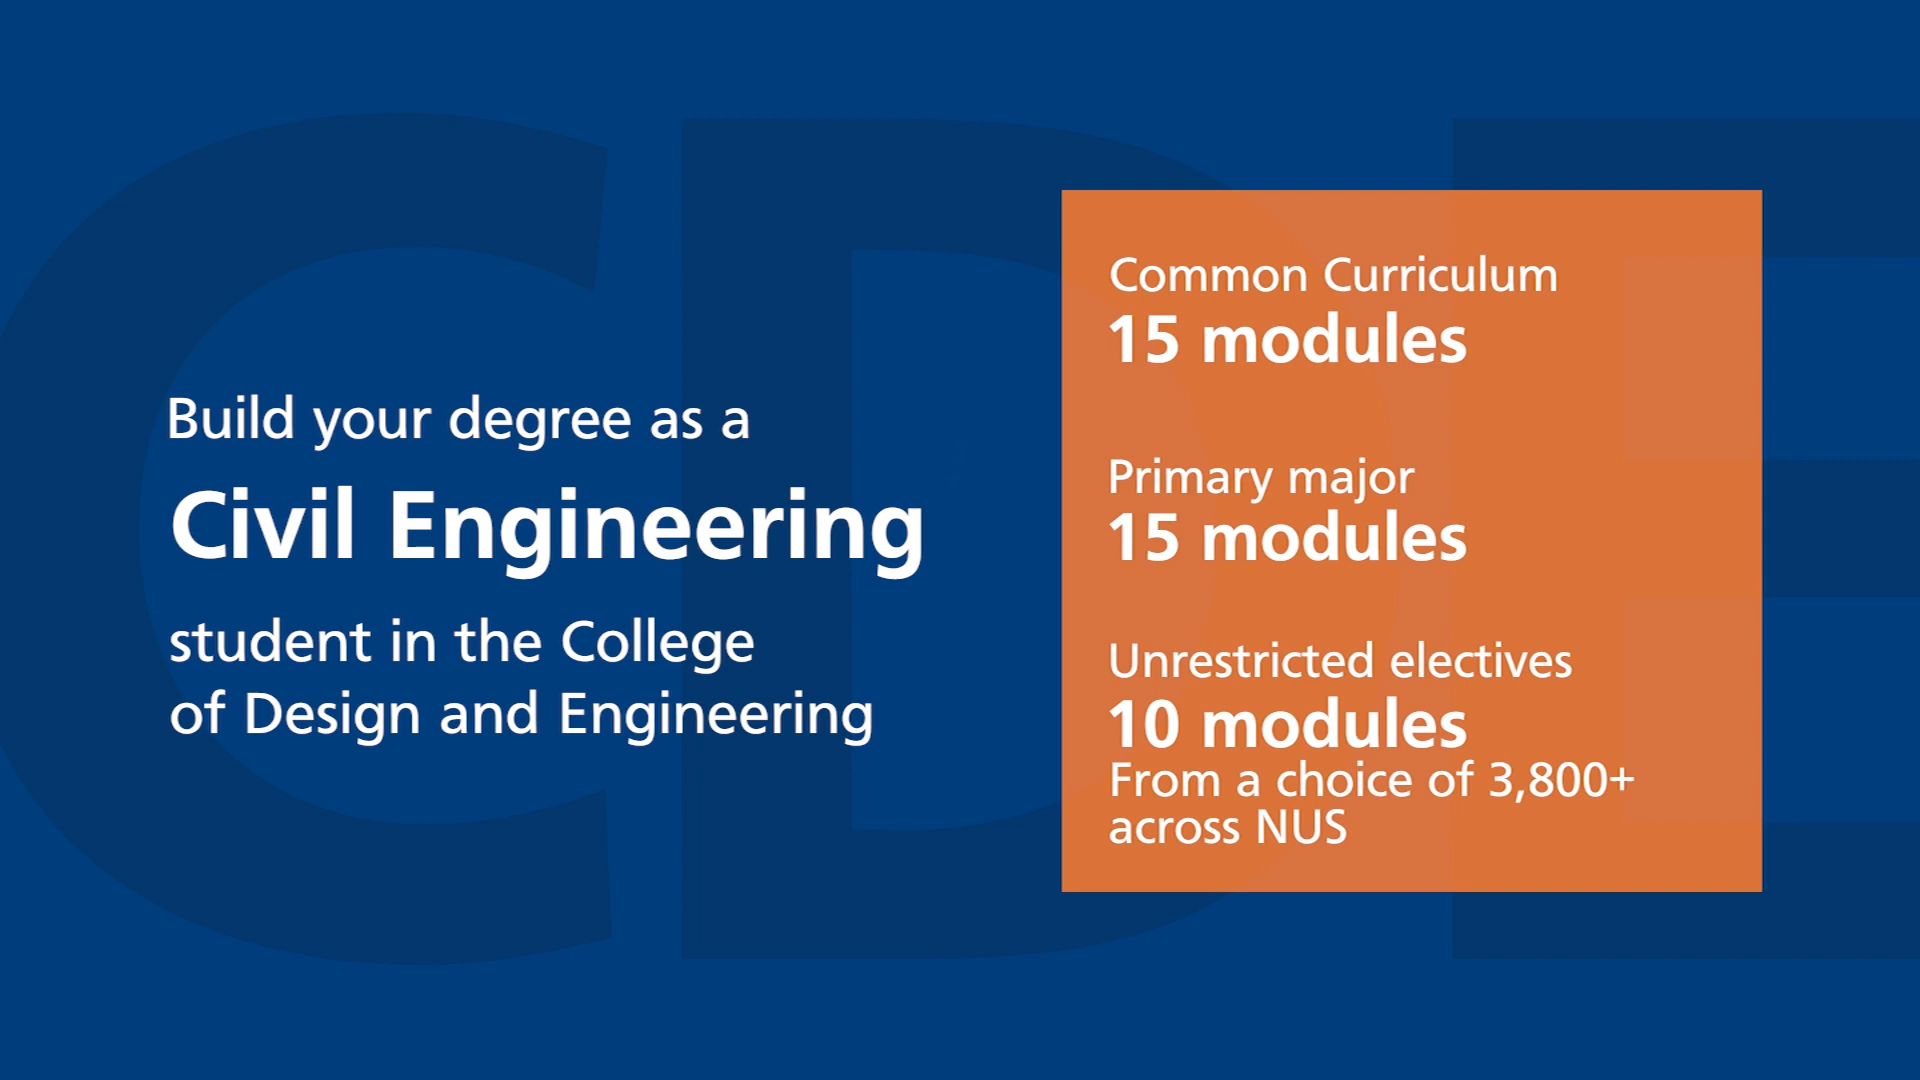 CDE
Build your degree as a
Civil Engineering
student in the College
of Design and Engineering
Common Curriculum
15 modules
Primary major
15 modules
Unrestricted electives
10 modules
From a choice of 3,800+
across NUS